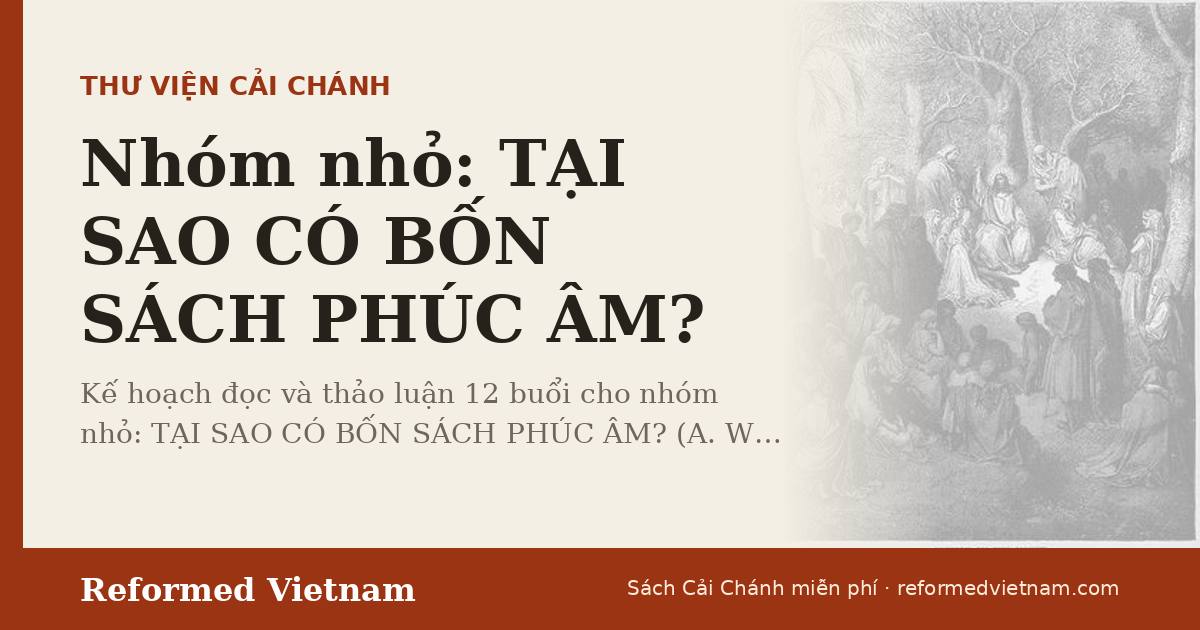 THƯ VIỆN CẢI CHÁNH
Nhóm nhỏ: TẠI
SAO CÓ BỐN
SÁCH PHÚC ÂM?
Kế hoạch đọc và thảo luận 12 buổi cho nhóm
nhỏ: TẠI SAO CÓ BỐN SÁCH PHÚC ÂM? (A. W...
Reformed Vietnam
Sách Cải Chánh miễn phí · reformedvietnam.com